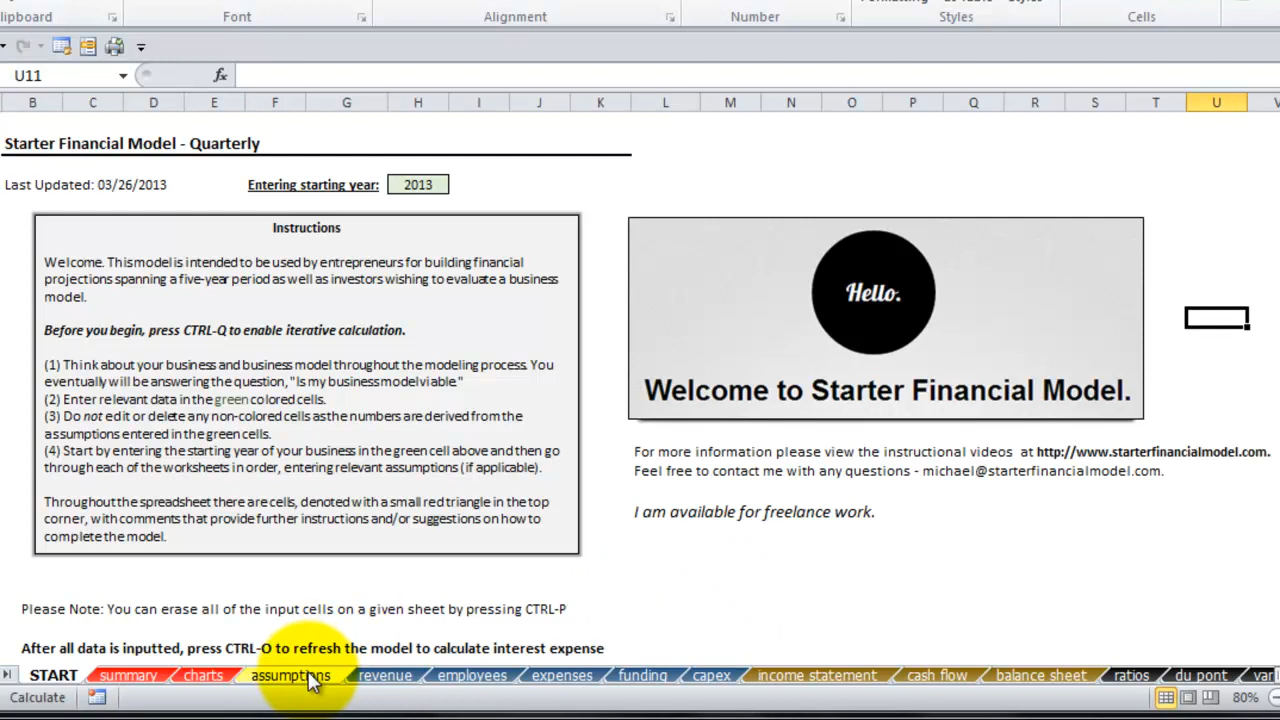 lipboard Font Alignment Number Styles Cells
U11 fx
B C D E F G H I J K L M N O P Q R S T U
Starter Financial Model - Quarterly
Last Updated: 03/26/2013 Entering starting year: 2013
Instructions
Welcome. This model is intended to be used by entrepreneurs for building financial
projections spanning a five-year period as well as investors wishing to evaluate a business
model.
Before you begin, press CTRL-Q to enable iterative calculation.
(1) Think about your business and business model throughout the modeling process. You
eventually will be answering the question, "Is my business model viable."
(2) Enter relevant data in the green colored cells.
(3) Do not edit or delete any non-colored cells as the numbers are derived from the
assumptions entered in the green cells.
(4) Start by entering the starting year of your business in the green cell above and then go
through each of the worksheets in order, entering relevant assumptions (if applicable).
Throughout the spreadsheet there are cells, denoted with a small red triangle in the top
corner, with comments that provide further instructions and/or suggestions on how to
complete the model.
Hello.
Welcome to Starter Financial Model.
For more information please view the instructional videos at http://www.starterfinancialmodel.com.
Feel free to contact me with any questions - michael@starterfinancialmodel.com.
I am available for freelance work.
Please Note: You can erase all of the input cells on a given sheet by pressing CTRL-P
After all data is inputted, press CTRL-O to refresh the model to calculate interest expense
START summary charts assumptions revenue employees expenses funding capex income statement cash flow balance sheet ratios du pont vari
Calculate 80%